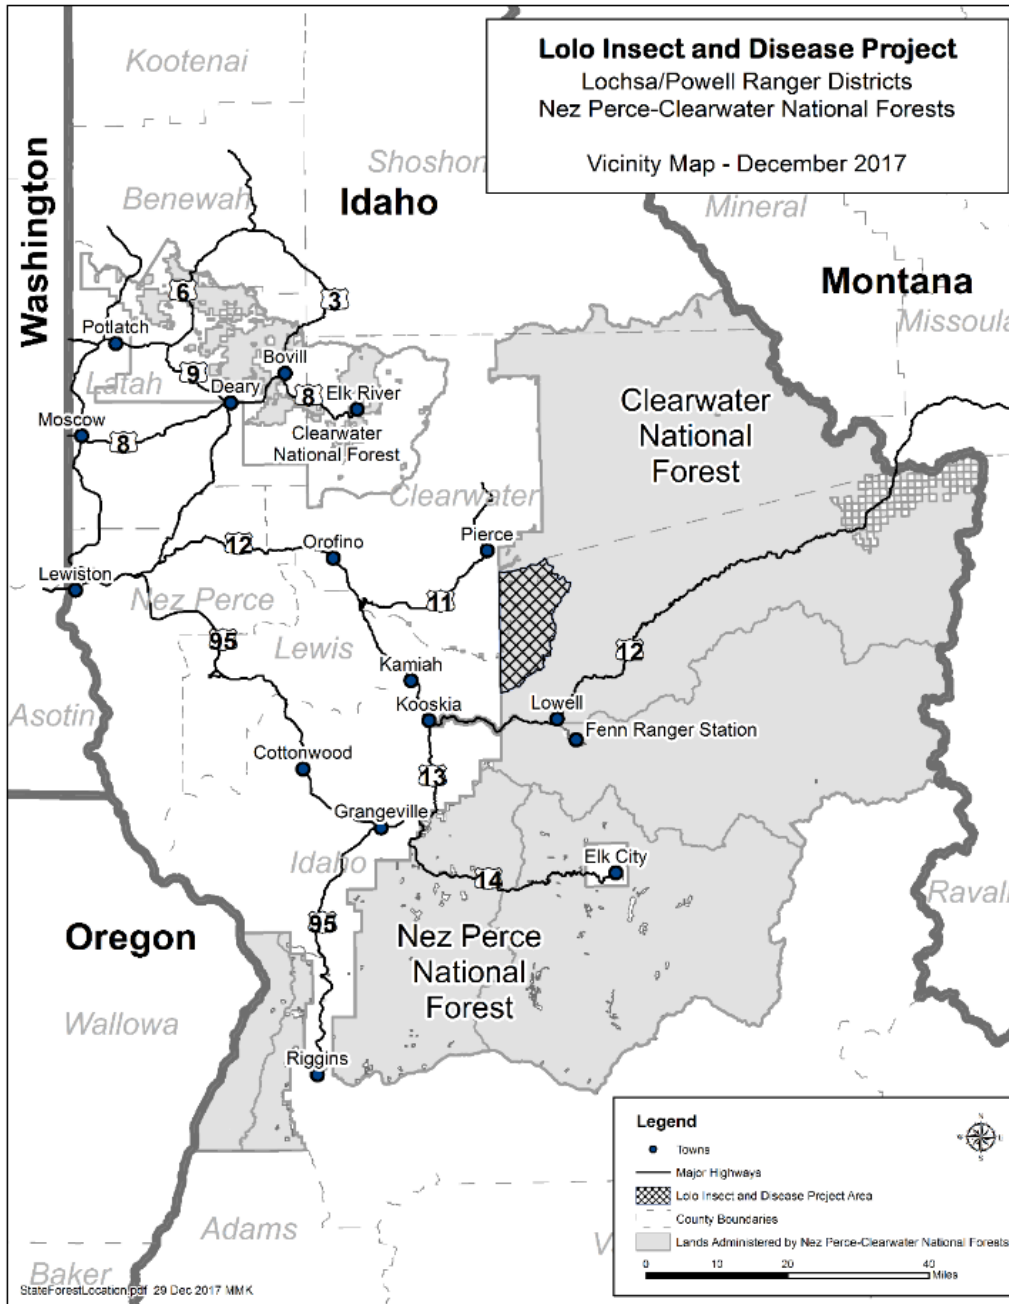 Lolo Insect and Disease Project
Lochsa/Powell Ranger Districts
Nez Perce-Clearwater National Forests
Vicinity Map - December 2017
Kootenai
Shoshon
Benewah
Idaho
Washington
Mineral
Montana
Missoula
6
3
Potlatch
Bovill
9
Latah
Deary
8
Elk River
Moscow
8
Clearwater
National Forest
Clearwater
National
Forest
Clearwater
Pierce
12
Orofino
Lewiston
Nez Perce
11
95
Lewis
12
Kamiah
Asotin
Kooskia
Lowell
Fenn Ranger Station
Cottonwood
13
Grangeville
Idaho
Elk City
14
Ravall
95
Oregon
Nez Perce
National
Forest
Wallowa
Riggins
Legend
N
W
S
Towns
Major Highways
Lolo Insect and Disease Project Area
County Boundaries
Lands Administered by Nez Perce-Clearwater National Forests
0 10 20 40
Miles
Adams
V
Baker
StateForestLocation.pdf 29 Dec 2017 MMK